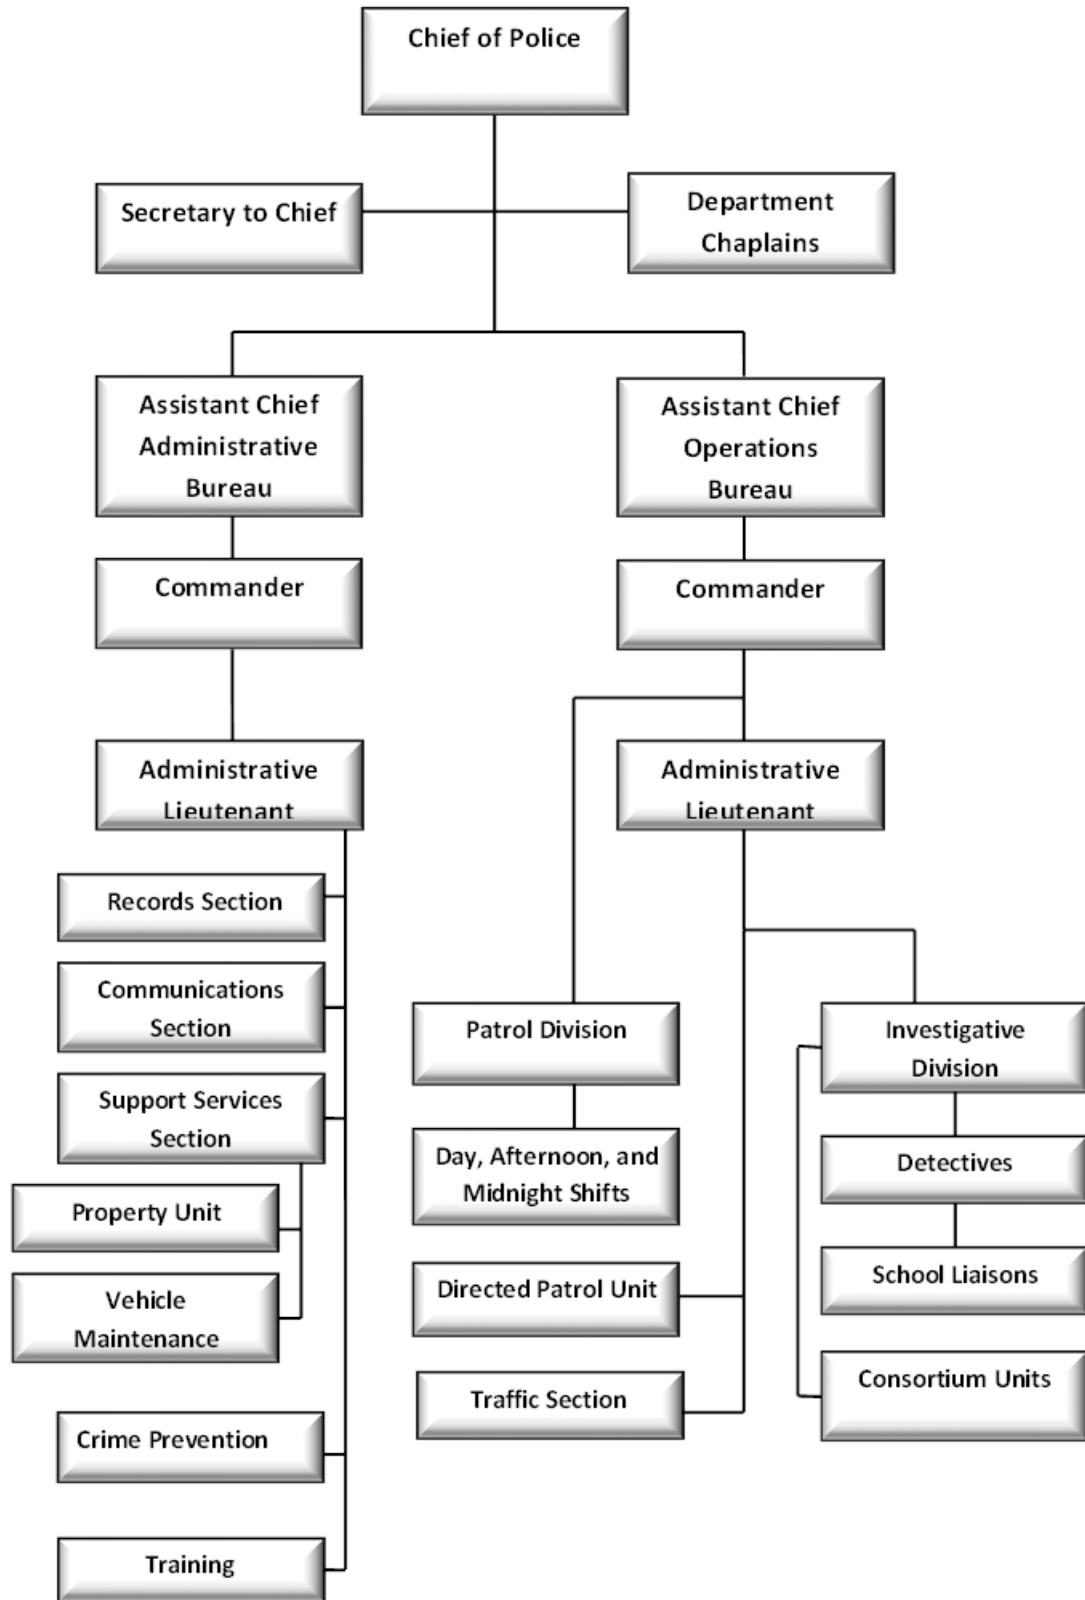 Chief of Police
Secretary to Chief
Department
Chaplains
Assistant Chief
Administrative
Bureau
Assistant Chief
Operations
Bureau
Commander
Commander
Administrative
Lieutenant
Administrative
Lieutenant
Records Section
Communications
Section
Support Services
Section
Property Unit
Vehicle
Maintenance
Crime Prevention
Training
Patrol Division
Day, Afternoon, and
Midnight Shifts
Directed Patrol Unit
Traffic Section
Investigative
Division
Detectives
School Liaisons
Consortium Units